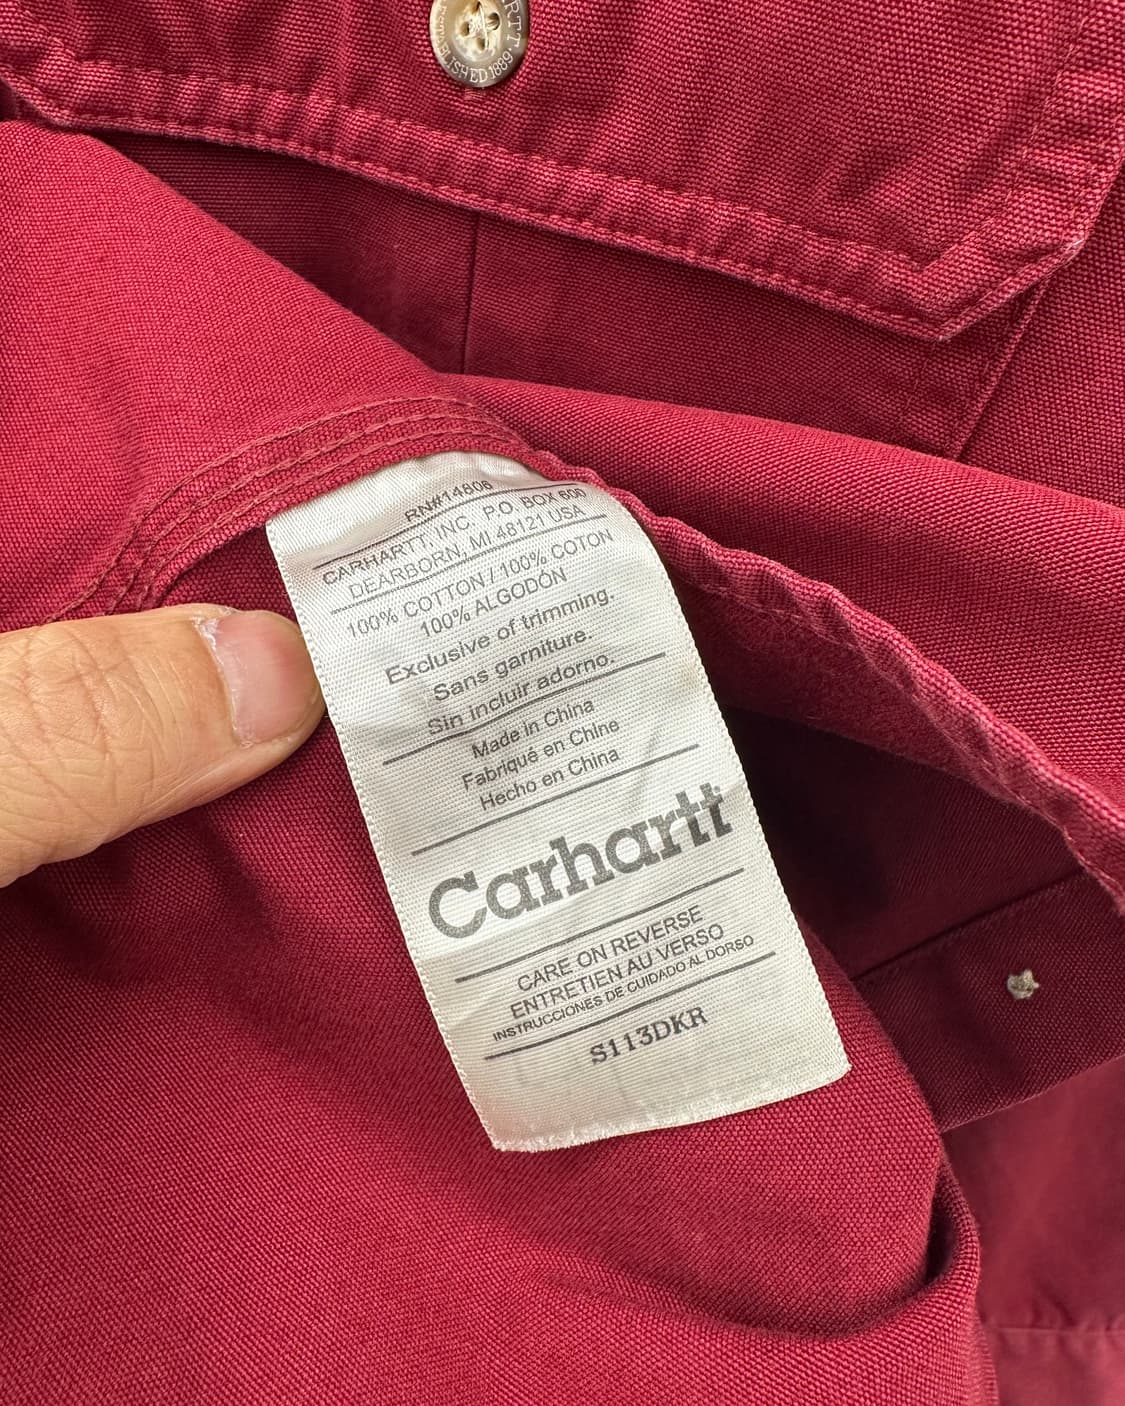 ESTABLISHED 1889
RN#14806
CARHARTT, INC. P.O. BOX 600
DEARBORN, MI 48121 USA
100% COTTON / 100% COTON
100% ALGODÓN
Exclusive of trimming.
Sans garniture.
Sin incluir adorno.
Made in China
Fabriqué en Chine
Hecho en China
Carhartt
CARE ON REVERSE
ENTRETIEN AU VERSO
INSTRUCCIONES DE CUIDADO AL DORSO
S113DKR